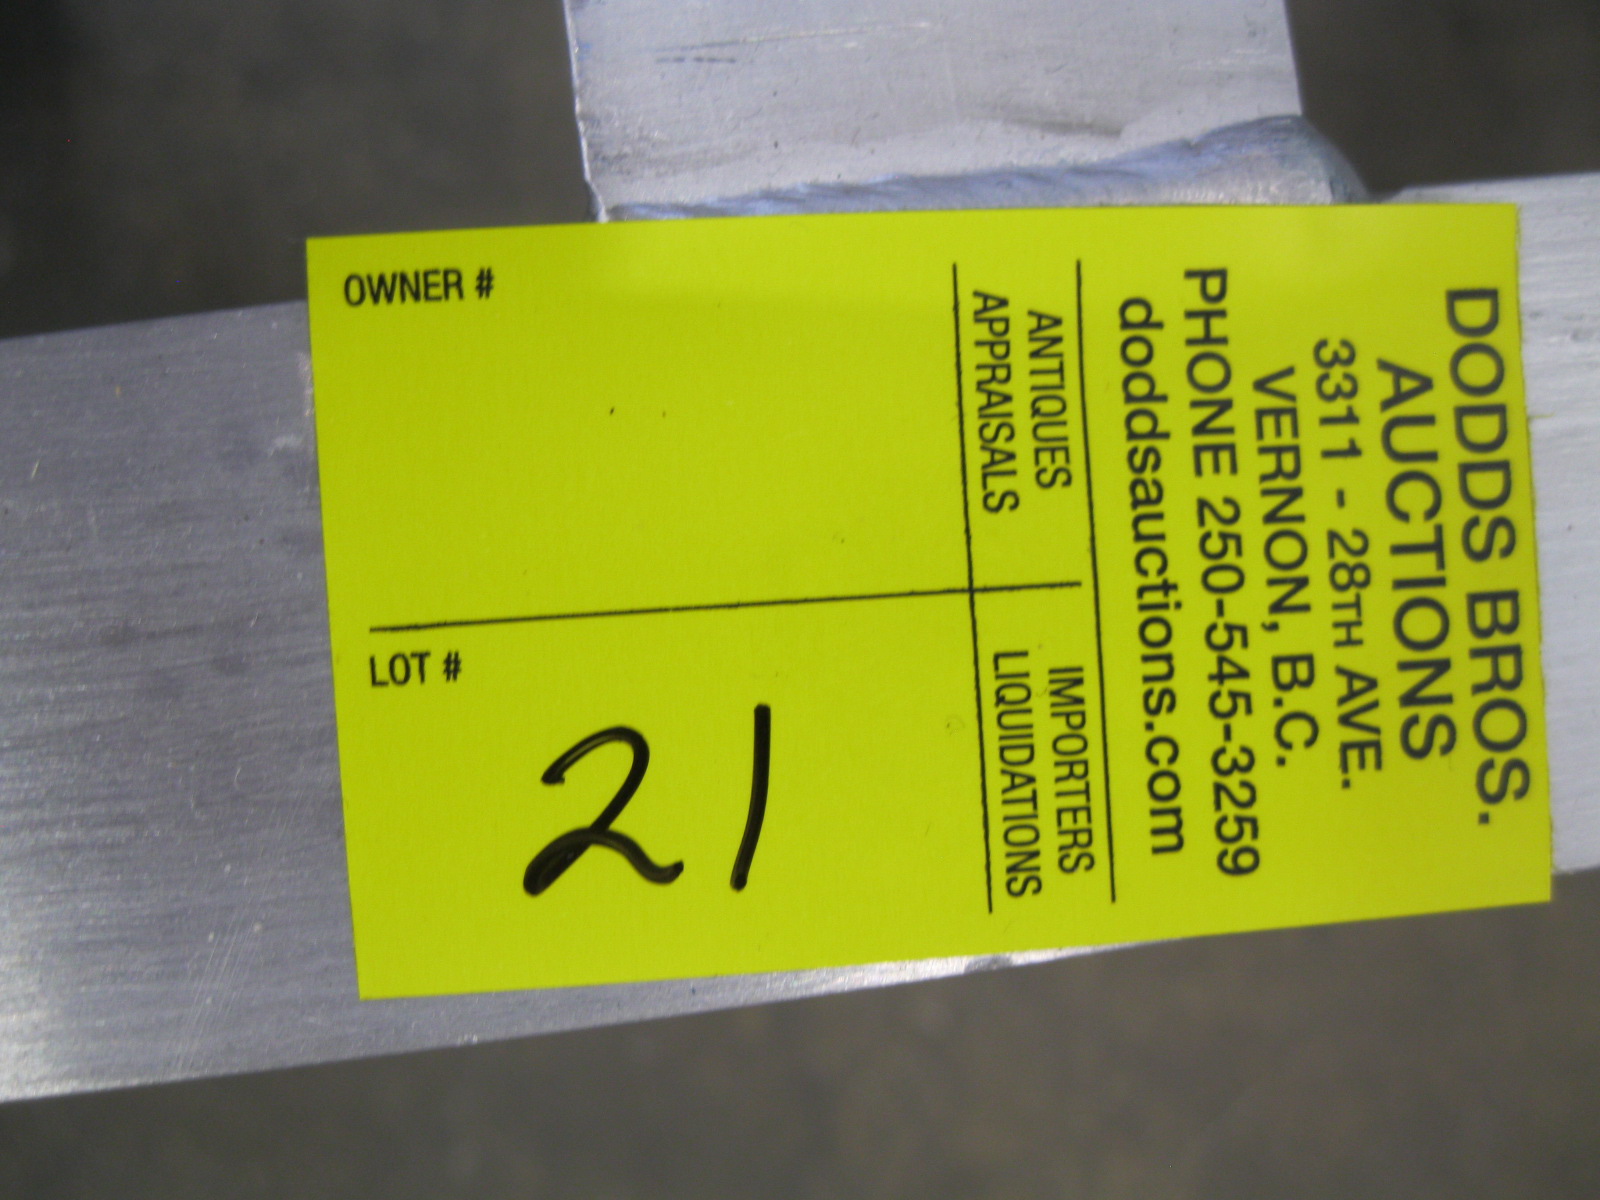 DODDS BROS.
AUCTIONS
3311 - 28TH AVE.
VERNON, B.C.
PHONE 250-545-3259
doddsauctions.com
ANTIQUES
APPRAISALS
IMPORTERS
LIQUIDATIONS
OWNER #
LOT #
21